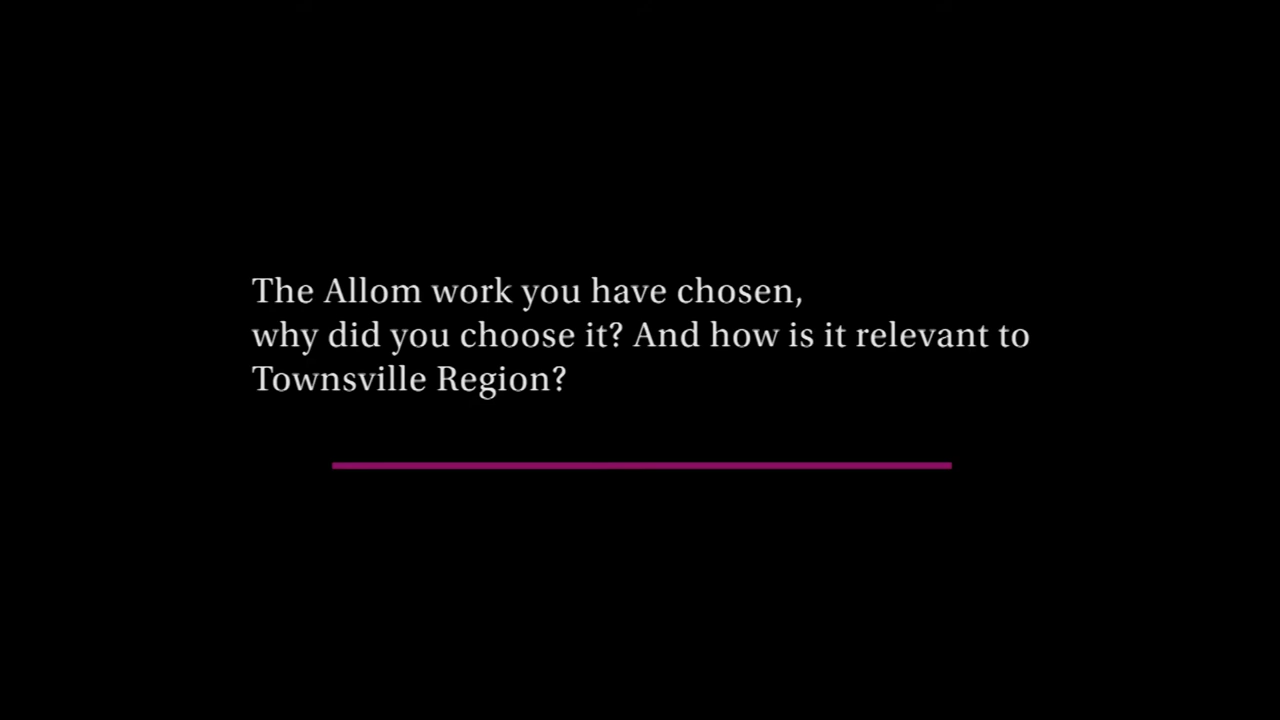 The Allom work you have chosen,
why did you choose it? And how is it relevant to
Townsville Region?